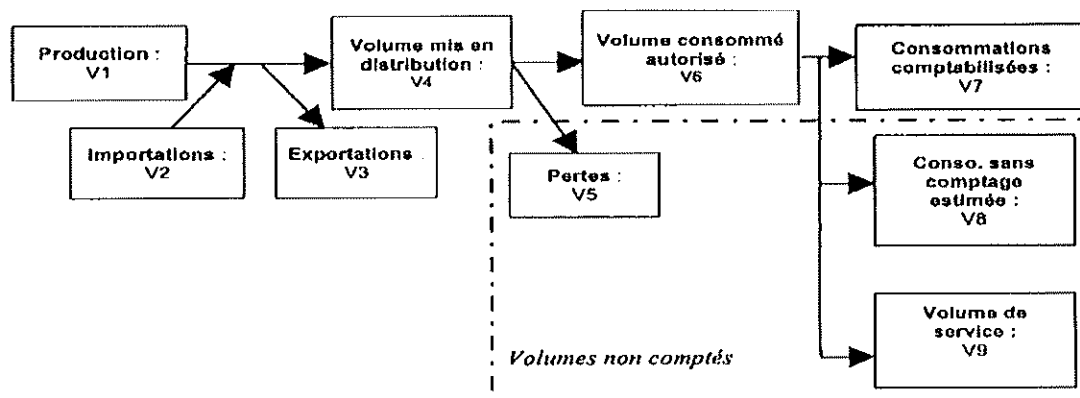 Production :
V1
Volume mis en
distribution :
V4
Volume consommé
autorisé :
V6
Consommations
comptabilisées :
V7
Importations :
V2
Exportations :
V3
Pertes :
V5
Conso. sans
comptage
estimée :
V8
Volume de
service :
V9
Volumes non comptés